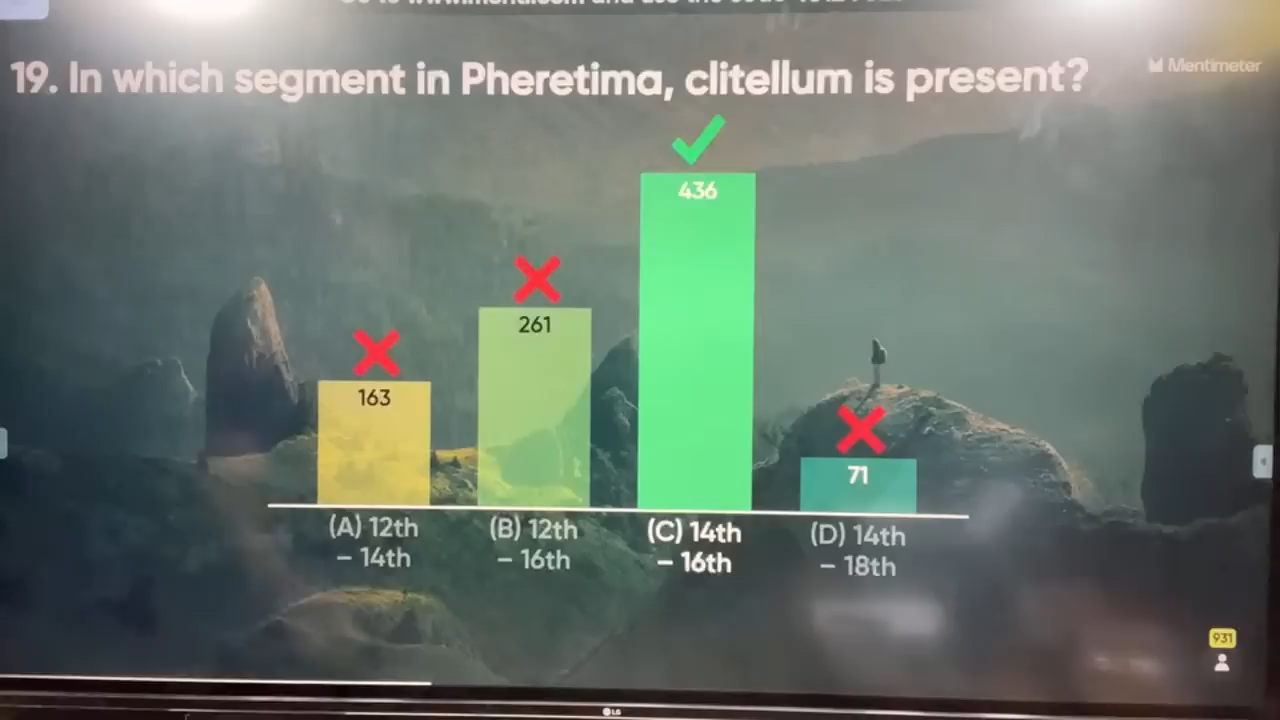 19. In which segment in Pheretima, clitellum is present?
Mentimeter
436
261
163
71
(A) 12th
– 14th
(B) 12th
– 16th
(C) 14th
– 16th
(D) 14th
– 18th
931
LG